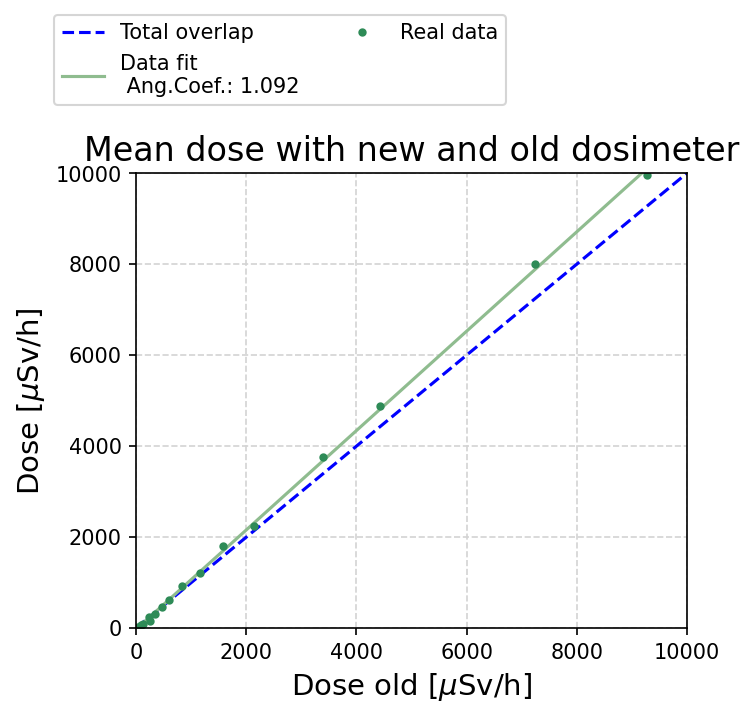 Total overlap
Real data
Data fit
Ang.Coef.: 1.092
Mean dose with new and old dosimeter
10000
8000
6000
4000
2000
0
Dose [μSv/h]
0 2000 4000 6000 8000 10000
Dose old [μSv/h]